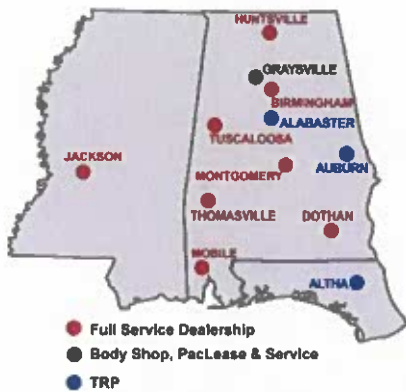 HUNTSVILLE
GRAYSVILLE
BIRMINGHAM
ALABASTER
TUSCALOOSA
JACKSON
AUBURN
MONTGOMERY
THOMASVILLE
DOTHAN
MOBILE
ALTHA
Full Service Dealership
Body Shop, PacLease & Service
TRP